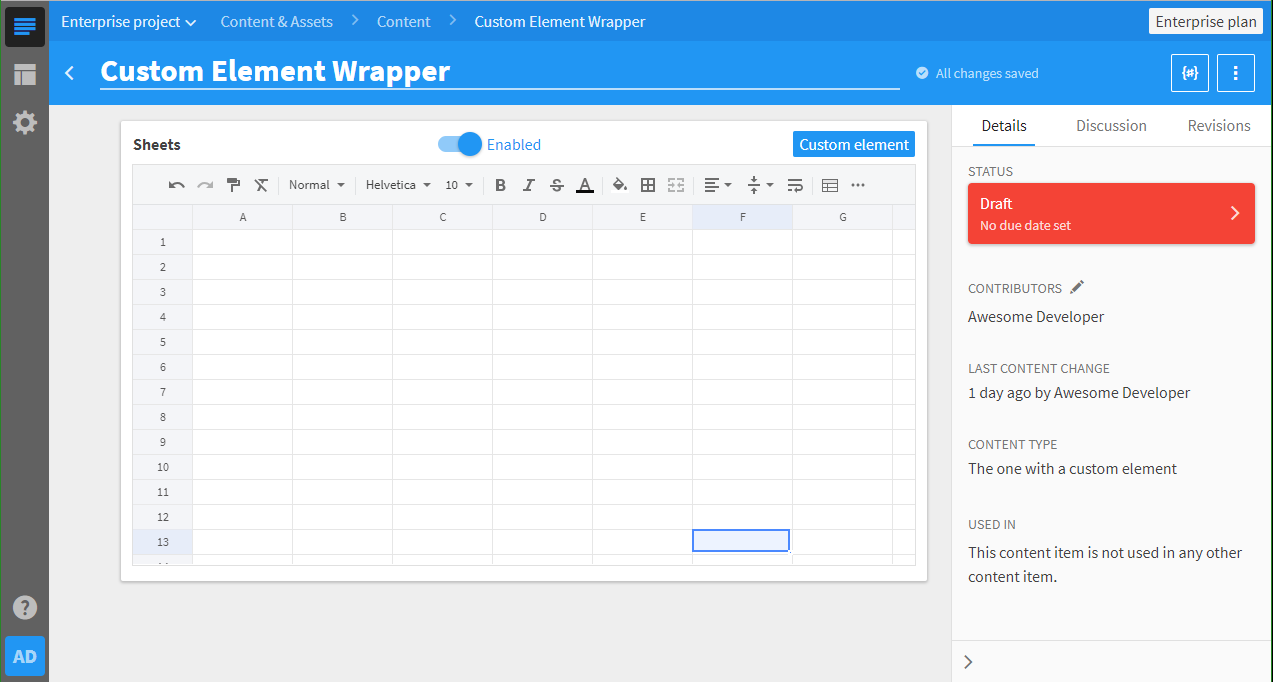 Enterprise project
Content & Assets
Content
Custom Element Wrapper
Enterprise plan
Custom Element Wrapper
All changes saved
{#}
Sheets
Enabled
Custom element
Normal
Helvetica
10
B
I
S
A
A
B
C
D
E
F
G
1
2
3
4
5
6
7
8
9
10
11
12
13
Details
Discussion
Revisions
STATUS
Draft
No due date set
CONTRIBUTORS
Awesome Developer
LAST CONTENT CHANGE
1 day ago by Awesome Developer
CONTENT TYPE
The one with a custom element
USED IN
This content item is not used in any other
content item.
?
AD